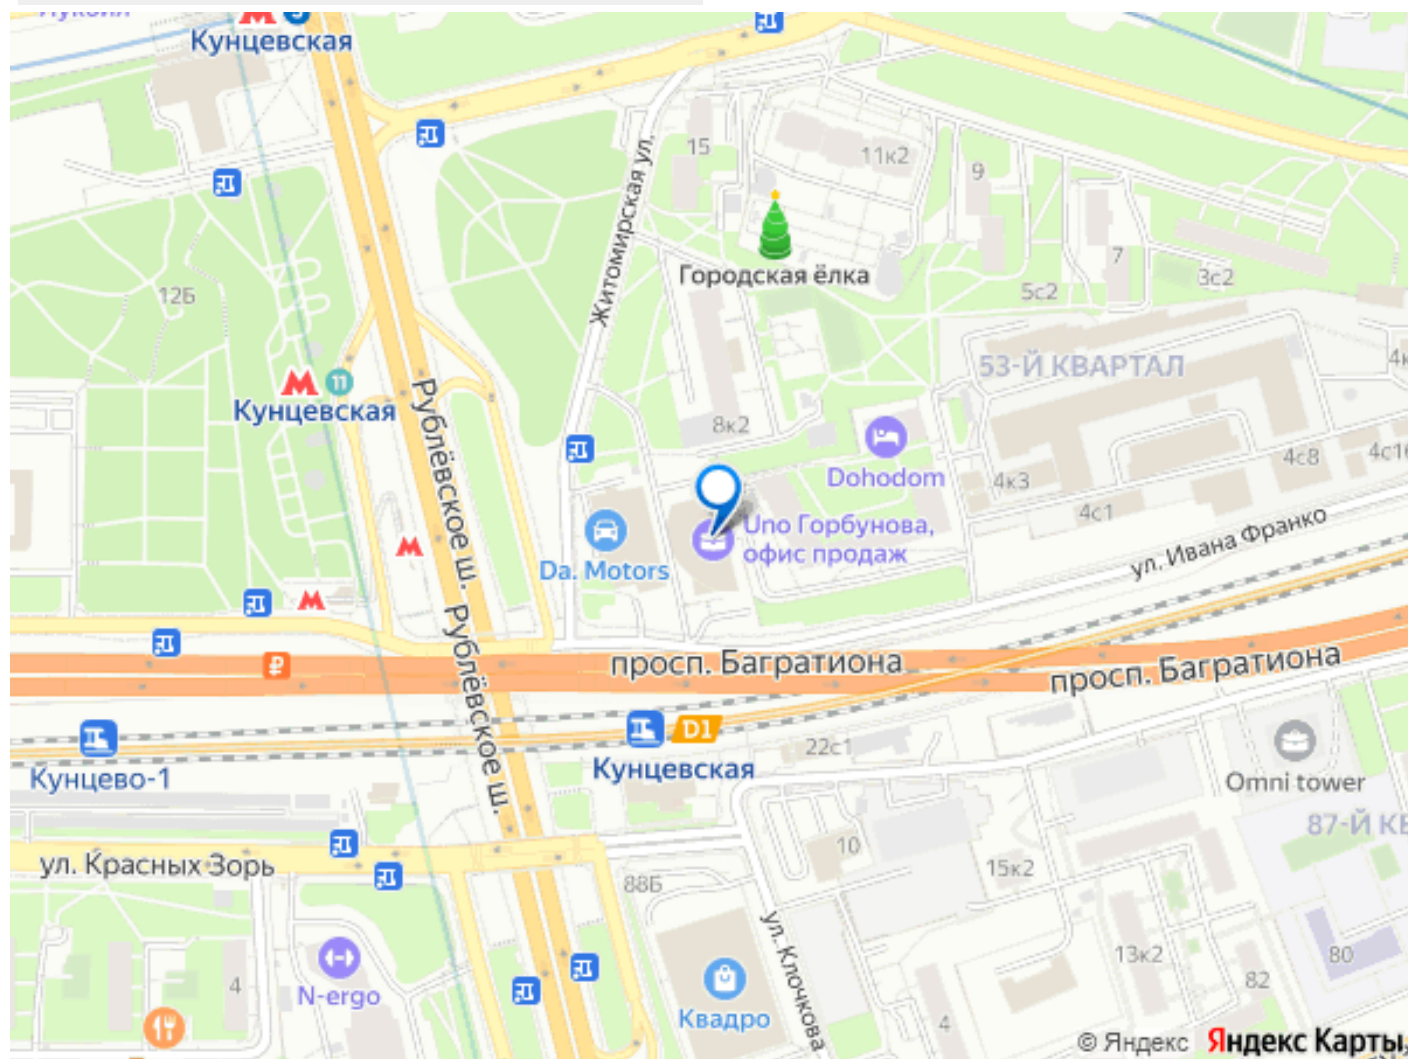 Кунцевская
15
11к2
9
Житомирская ул.
Городская ёлка
7
3с2
5с2
12Б
53-Й КВАРТАЛ
11
Кунцевская
Рублёвское ш.
8к2
Dohodom
4к3
4с8
4с1
Uno Горбунова,
офис продаж
ул. Ивана Франко
Da. Motors
Рублёвское ш.
просп. Багратиона
просп. Багратиона
D1
22с1
Кунцевская
Кунцево-1
Omni tower
87-Й КВ
ул. Красных Зорь
10
15к2
88Б
ул. Клочкова
13к2
80
82
4
N-ergo
Квадро
4
© Яндекс Яндекс Карты